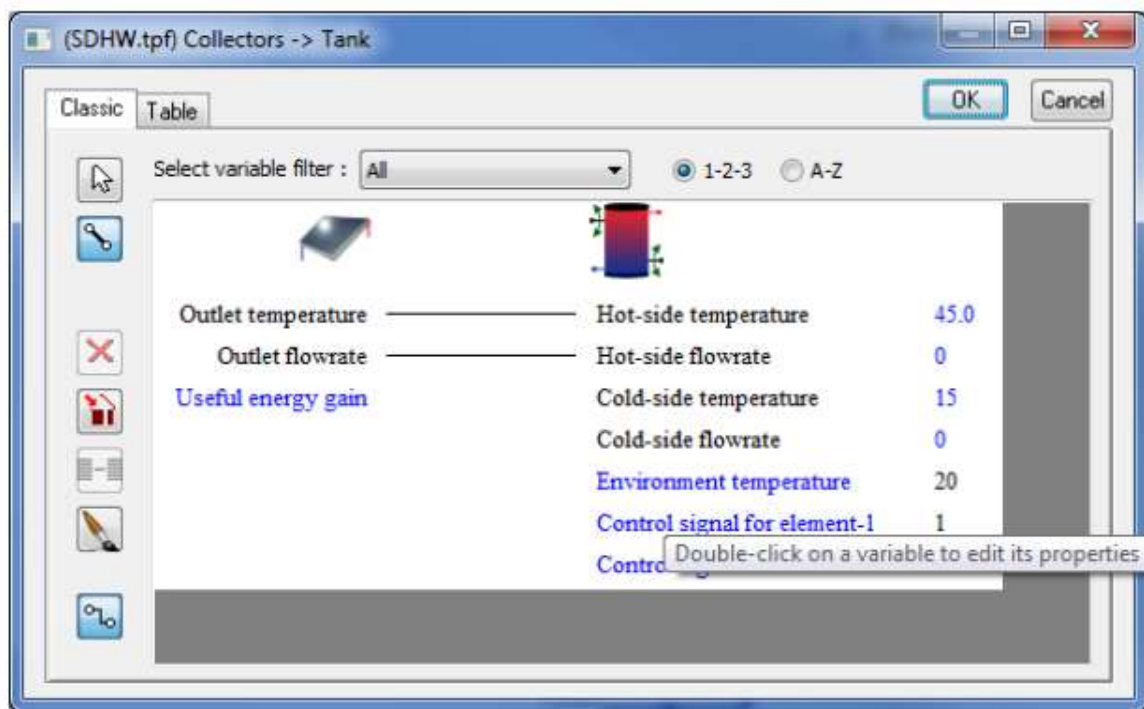 (SDHW.tpf) Collectors -> Tank
OK Cancel
Classic Table
Select variable filter : All 1-2-3 A-Z
Outlet temperature Hot-side temperature 45.0
Outlet flowrate Hot-side flowrate 0
Useful energy gain Cold-side temperature 15
Cold-side flowrate 0
Environment temperature 20
Control signal for element-1 1
Double-click on a variable to edit its properties